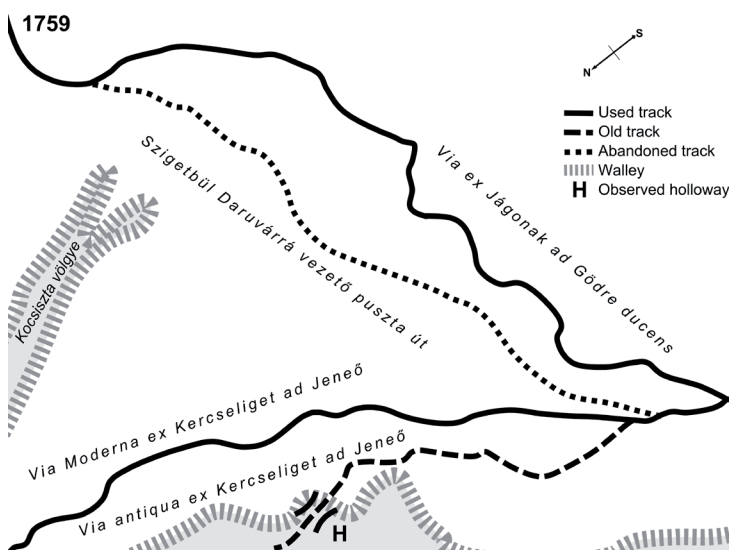 1759
S
N
Used track
Old track
Abandoned track
Walley
H Observed holloway
Via ex Jágonak ad Gödre ducens
Szigetbül Daruvárrá vezető puszta út
Kocsiszta völgye
Via Moderna ex Kercseliget ad Jeneő
Via antiqua ex Kercseliget ad Jeneő
H